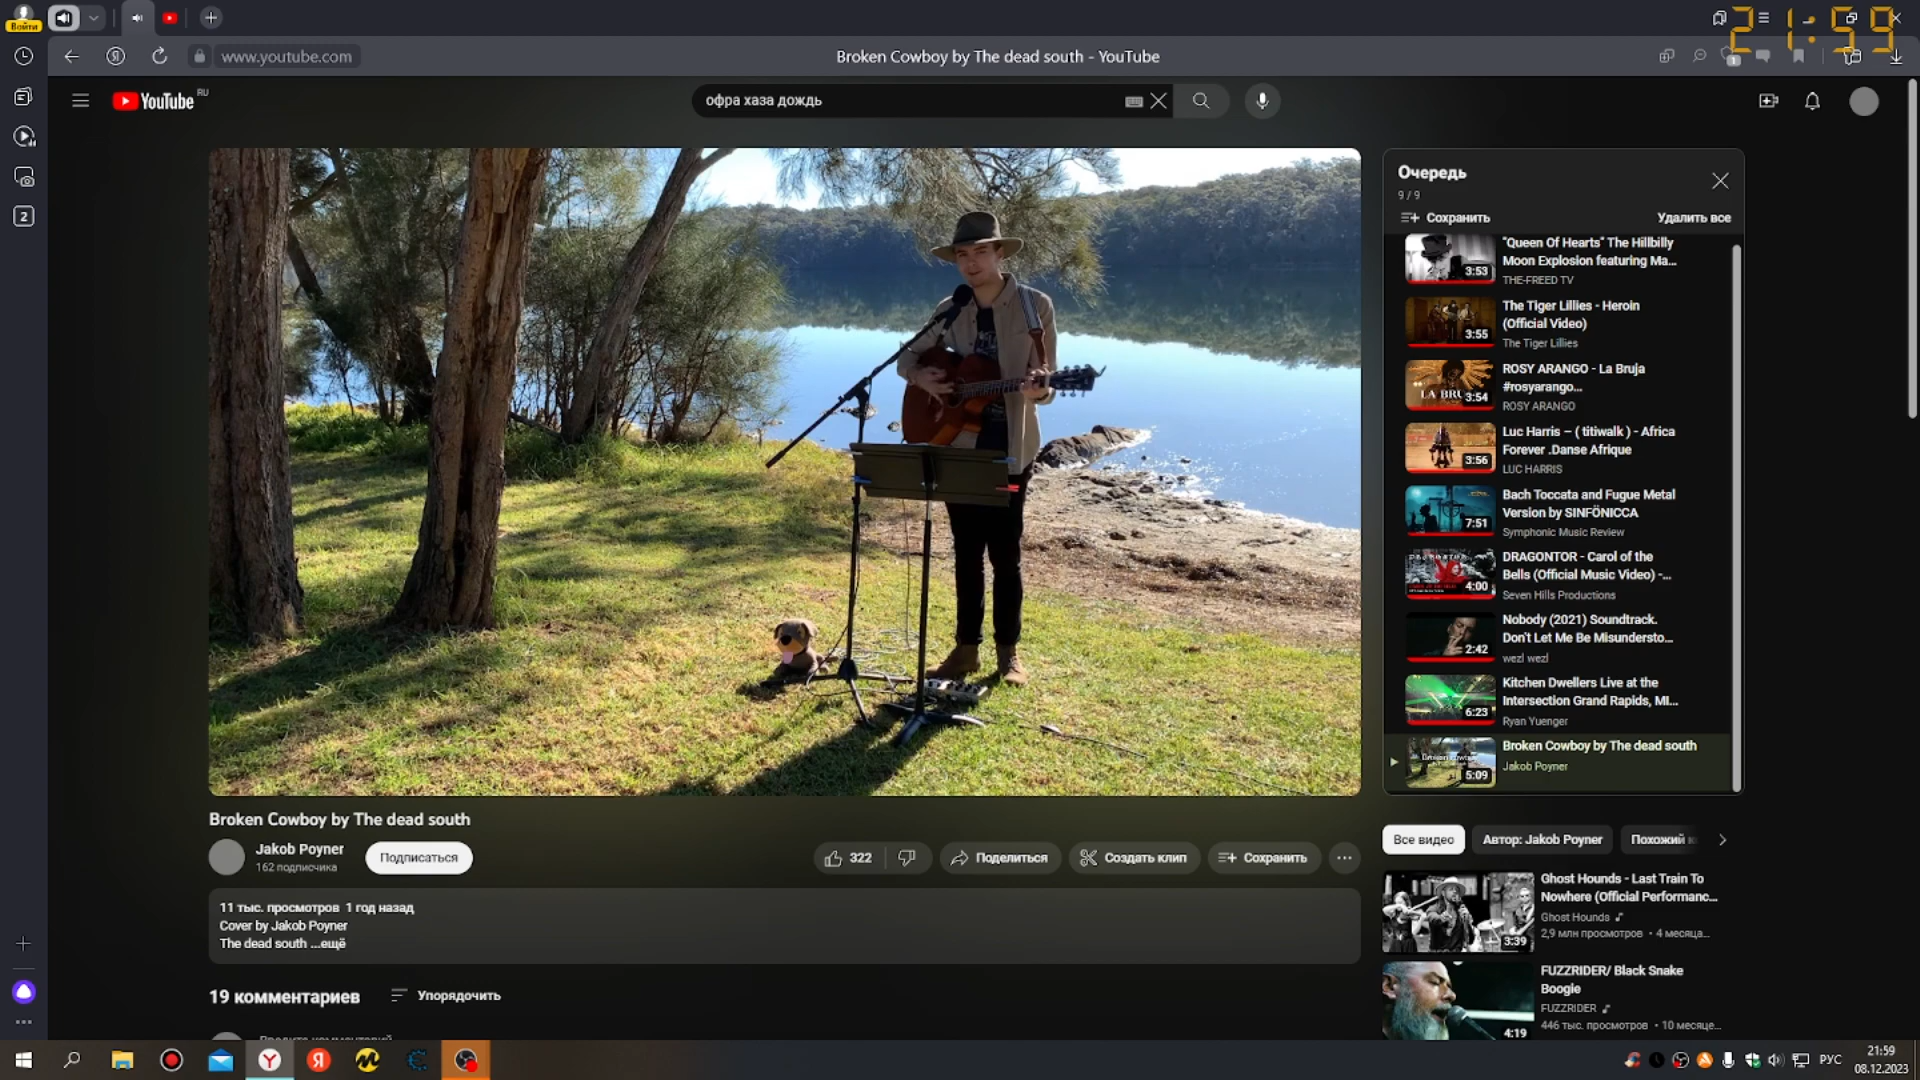 Войти
21:59
www.youtube.com
Broken Cowboy by The dead south - YouTube
1
2
YouTube
RU
офра хаза дождь
Очередь
9 / 9
Сохранить
Удалить все
"Queen Of Hearts" The Hillbilly
Moon Explosion featuring Ma...
THE-FREED TV
3:53
The Tiger Lillies - Heroin
(Official Video)
The Tiger Lillies
3:55
ROSY ARANGO - La Bruja
#rosyarango...
ROSY ARANGO
3:54
Luc Harris – ( titiwalk ) - Africa
Forever .Danse Afrique
LUC HARRIS
3:56
Bach Toccata and Fugue Metal
Version by SINFÖNICCA
Symphonic Music Review
7:51
DRAGONTOR - Carol of the
Bells (Official Music Video) -...
Seven Hills Productions
4:00
Nobody (2021) Soundtrack.
Don't Let Me Be Misundersto...
wezl wezl
2:42
Kitchen Dwellers Live at the
Intersection Grand Rapids, MI...
Ryan Yuenger
6:23
Broken Cowboy by The dead south
Jakob Poyner
5:09
Broken Cowboy by The dead south
Jakob Poyner
162 подписчика
Подписаться
322
Поделиться
Создать клип
Сохранить
11 тыс. просмотров 1 год назад
Cover by Jakob Poyner
The dead south ...ещё
19 комментариев
Упорядочить
Все видео
Автор: Jakob Poyner
Похожий
Ghost Hounds - Last Train To
Nowhere (Official Performanc...
Ghost Hounds
2,9 млн просмотров • 4 месяца...
3:39
FUZZRIDER/ Black Snake
Boogie
FUZZRIDER
446 тыс. просмотров • 10 месяце...
4:19
РУС
21:59
08.12.2023